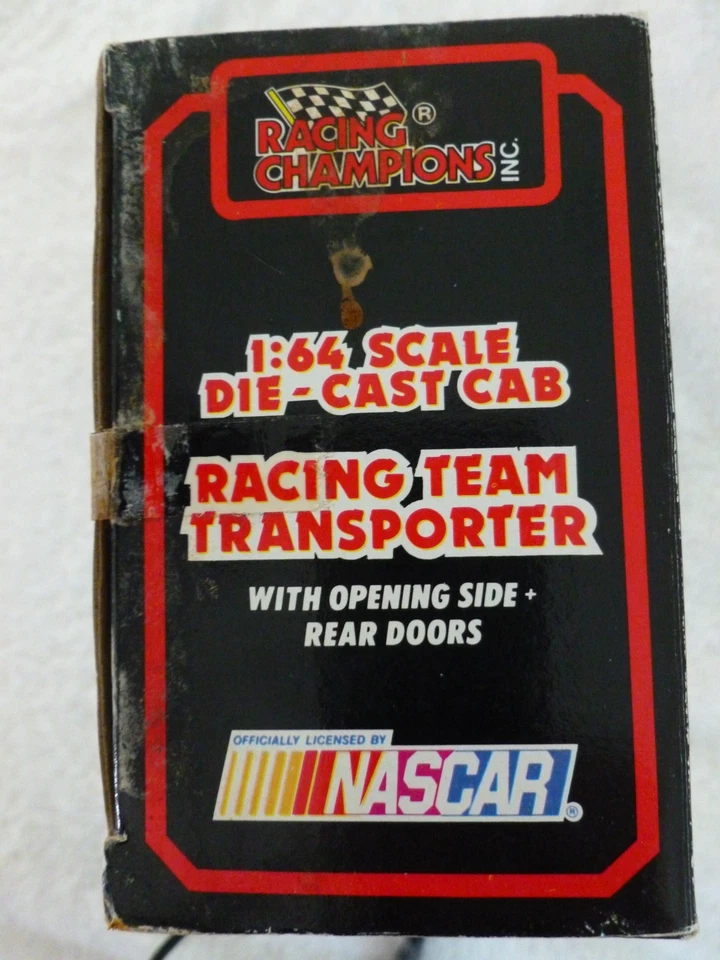 RACING ®
CHAMPIONS INC.
1:64 SCALE
DIE-CAST CAB
RACING TEAM
TRANSPORTER
WITH OPENING SIDE +
REAR DOORS
OFFICIALLY LICENSED BY
NASCAR ®